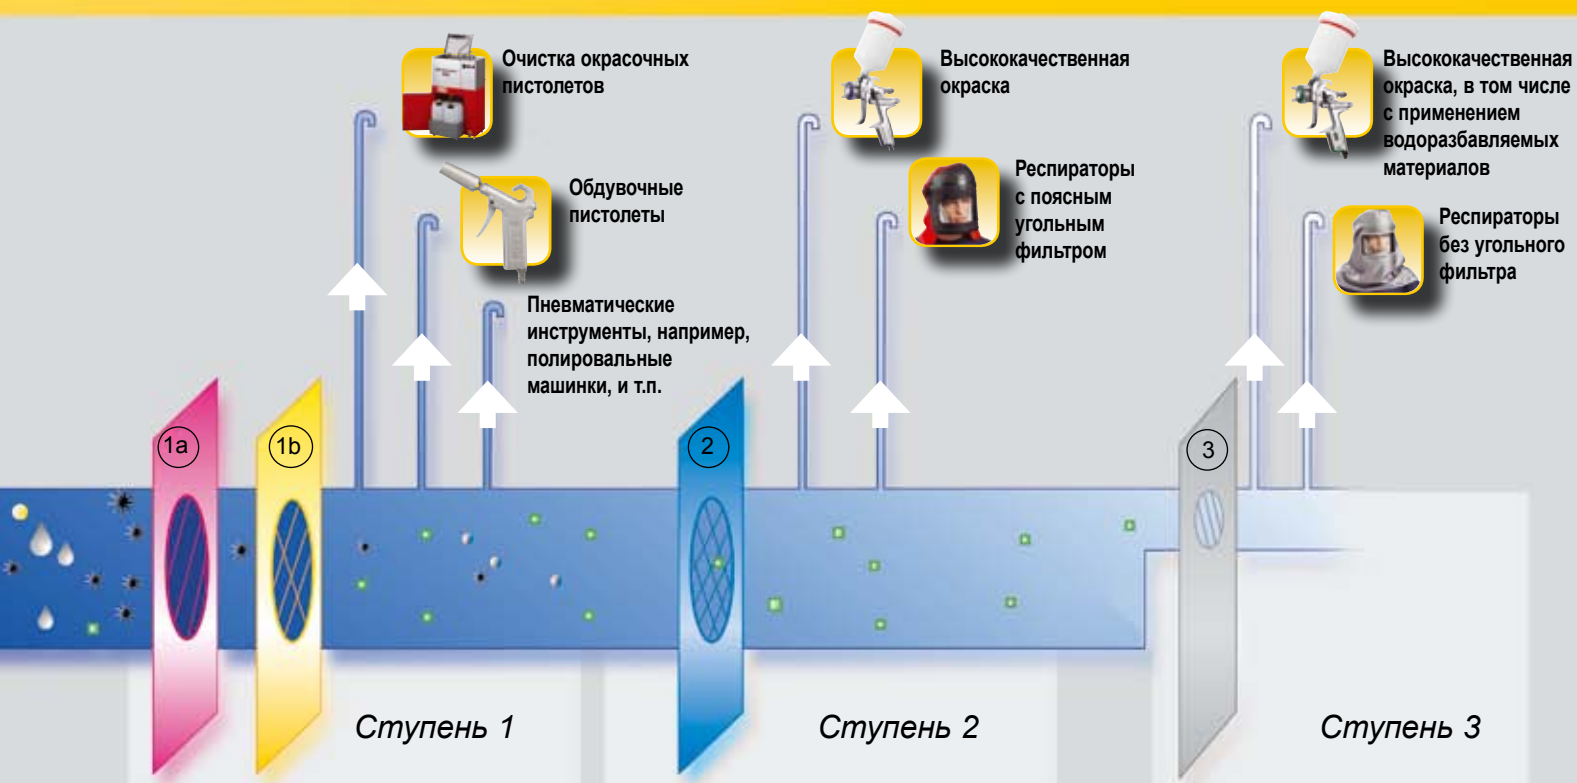 Очистка окрасочных
пистолетов
Обдувочные
пистолеты
Пневматические
инструменты, например,
полировальные
машинки, и т.п.
Высококачественная
окраска
Респираторы
с поясным
угольным
фильтром
Высококачественная
окраска, в том числе
с применением
водоразбавляемых
материалов
Респираторы
без угольного
фильтра
1a
1b
2
3
Ступень 1
Ступень 2
Ступень 3